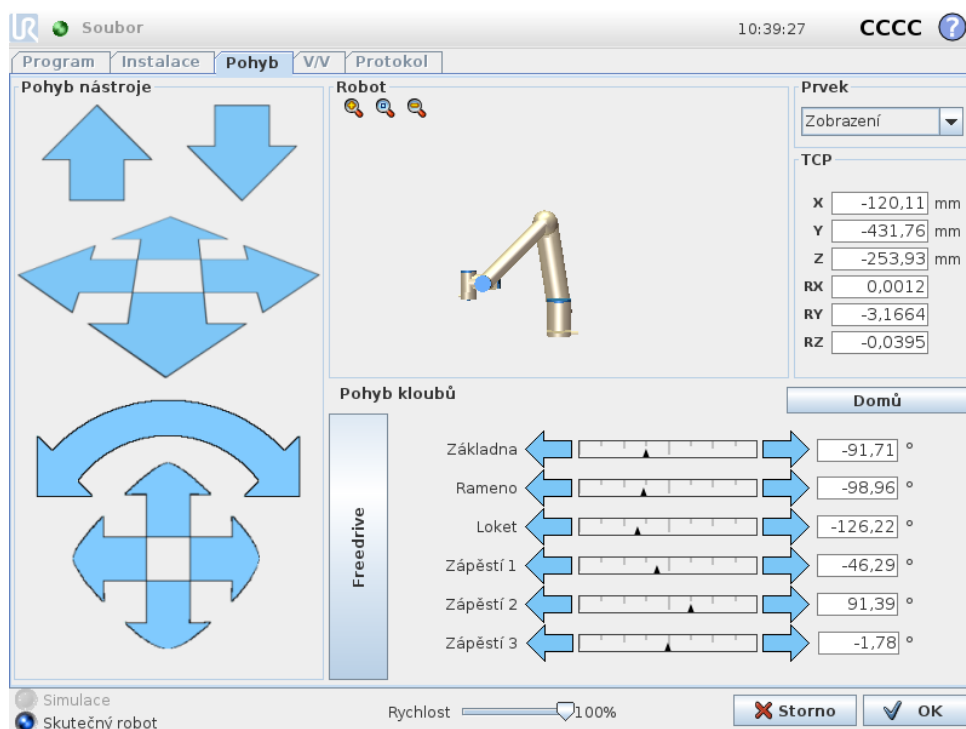 UR Soubor 10:39:27 CCCC ?
Program Instalace Pohyb V/V Protokol
Pohyb nástroje
Robot
Prvek
Zobrazení
TCP
X -120,11 mm
Y -431,76 mm
Z -253,93 mm
RX 0,0012
RY -3,1664
RZ -0,0395
Pohyb kloubů
Domů
Freedrive
Základna -91,71 °
Rameno -98,96 °
Loket -126,22 °
Zápěstí 1 -46,29 °
Zápěstí 2 91,39 °
Zápěstí 3 -1,78 °
Simulace
Skutečný robot
Rychlost 100%
Storno
OK